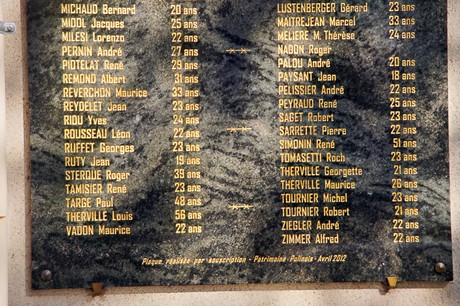 MICHAUD Bernard 20 ans
MIDOL Jacques 25 ans
MILESI Lorenzo 22 ans
PERNIN André 27 ans
PIOTELAT René 29 ans
REMOND Albert 31 ans
REVERCHON Maurice 33 ans
REYDELET Jean 23 ans
RIOU Yves 24 ans
ROUSSEAU Léon 22 ans
RUFFET Georges 23 ans
RUTY Jean 19 ans
STERQUE Roger 39 ans
TAMISIER René 23 ans
TARGE Paul 48 ans
THERVILLE Louis 56 ans
VADON Maurice 22 ans
LUSTENBERGER Gérard 23 ans
MAITREJEAN Marcel 33 ans
MELIERE M. Thérèse 24 ans
NABON Roger
PALOU André 20 ans
PAYSANT Jean 18 ans
PELISSIER André 22 ans
PEYRAUD René 25 ans
SAGET Robert 23 ans
SARRETTE Pierre 22 ans
SIMONIN René 51 ans
TOMASETTI Roch 23 ans
THERVILLE Georgette 21 ans
THERVILLE Maurice 26 ans
TOURNIER Michel 23 ans
TOURNIER Robert 21 ans
ZIEGLER André 22 ans
ZIMMER Alfred 22 ans
Plaque réalisée par souscription - Patrimoine Polinois - Avril 2012